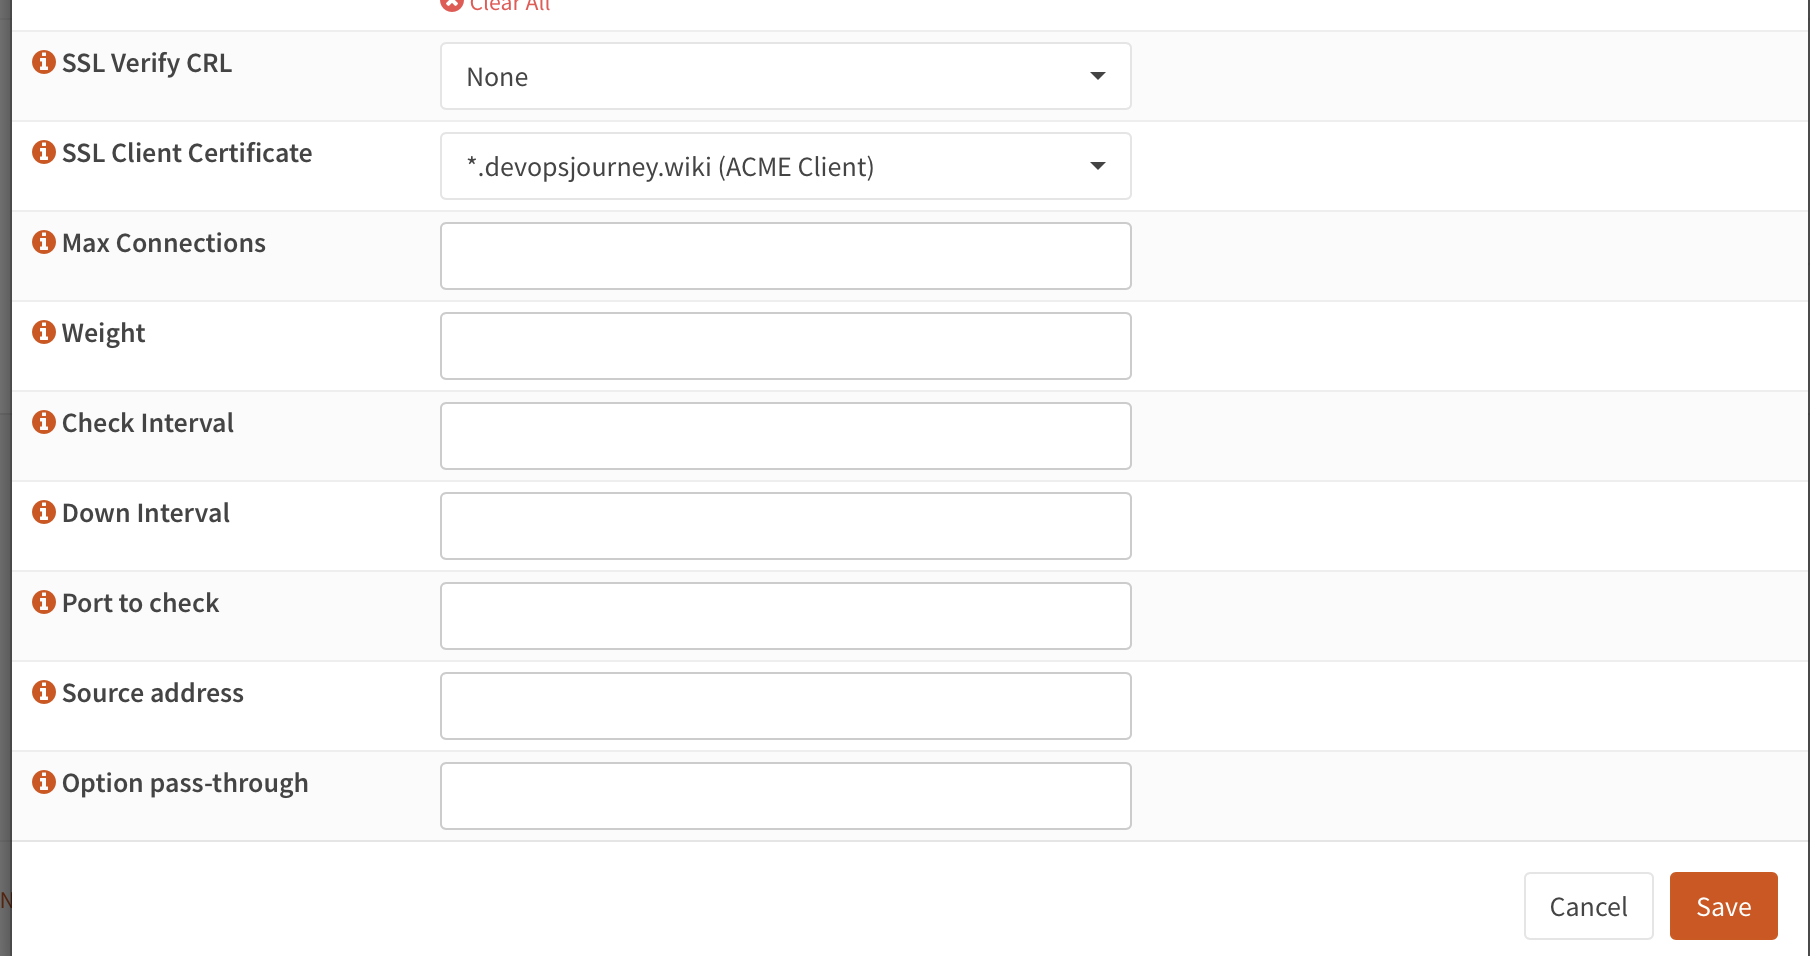 Clear All
SSL Verify CRL
None
SSL Client Certificate
*.devopsjourney.wiki (ACME Client)
Max Connections
Weight
Check Interval
Down Interval
Port to check
Source address
Option pass-through
Cancel
Save